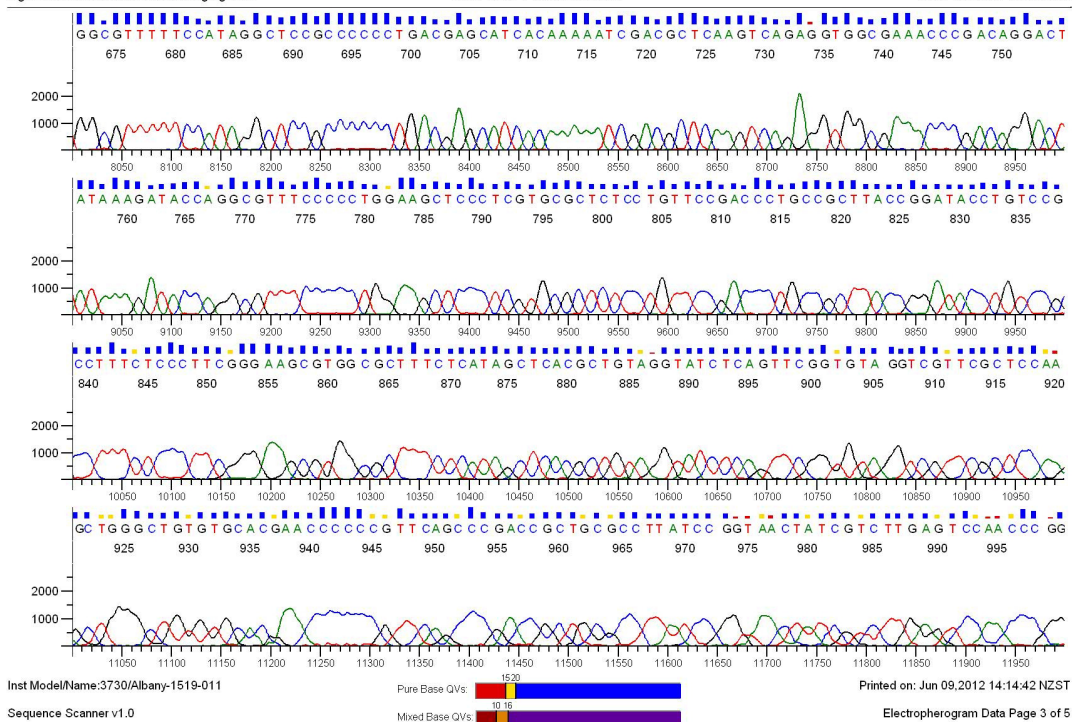 GGCGTTTTTCCATAGGCTCCGCCCCCCTGACGAGCATCACAAAAATCGACGCTCAAGTCAGAGGTGGCGAAACCCGACAGGACT
675 680 685 690 695 700 705 710 715 720 725 730 735 740 745 750
2000
1000
8050 8100 8150 8200 8250 8300 8350 8400 8450 8500 8550 8600 8650 8700 8750 8800 8850 8900 8950
ATAAAGATACCAGGCGTTTCCCCCTGGAAGCTCCCTCGTGCGCTCTCCTGTTCCGACCCTGCCGCTTACCGGATACCTGTCCG
760 765 770 775 780 785 790 795 800 805 810 815 820 825 830 835
2000
1000
9050 9100 9150 9200 9250 9300 9350 9400 9450 9500 9550 9600 9650 9700 9750 9800 9850 9900 9950
CCTTTCTCCCTTCGGGAAGCGTGGCGCTTTCTCATAGCTCACGCTGTAGGTATCTCAGTTCGGTGTA GGTCGTTCGCTCCAA
840 845 850 855 860 865 870 875 880 885 890 895 900 905 910 915 920
2000
1000
10050 10100 10150 10200 10250 10300 10350 10400 10450 10500 10550 10600 10650 10700 10750 10800 10850 10900 10950
GCTGGGCTGTGTGCACGAACCCCCCGTTCAGCCCGACCGCTGCGCCTTATCC GGTAACTATCGTCTTGAGTCCAACCC GG
925 930 935 940 945 950 955 960 965 970 975 980 985 990 995
2000
1000
11050 11100 11150 11200 11250 11300 11350 11400 11450 11500 11550 11600 11650 11700 11750 11800 11850 11900 11950
Inst Model/Name:3730/Albany-1519-011
Sequence Scanner v1.0
1520
Pure Base QVs:
10 16
Mixed Base QVs:
Printed on: Jun 09,2012 14:14:42 NZST
Electropherogram Data Page 3 of 5